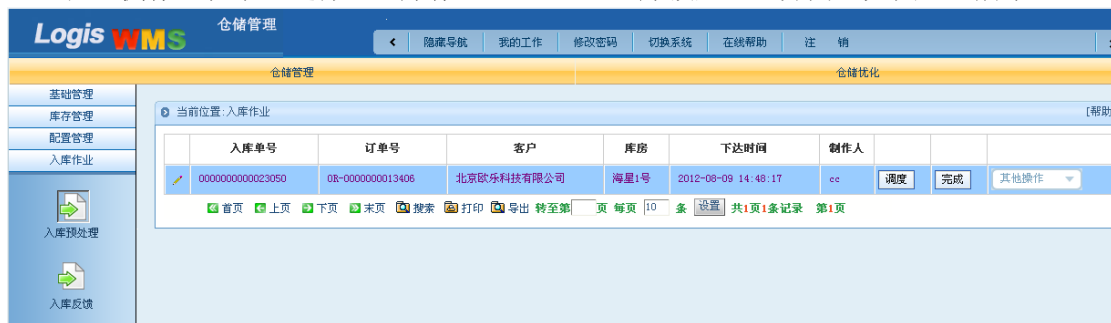 Logis WMS 仓储管理
隐藏导航 我的工作 修改密码 切换系统 在线帮助 注 销
仓储管理 仓储优化
基础管理
库存管理
配置管理
入库作业
入库预处理
入库反馈
当前位置:入库作业 [帮助
入库单号 订单号 客户 库房 下达时间 制作人
0000000000023050 OR-0000000013406 北京欧乐科技有限公司 海星1号 2012-08-09 14:48:17 cc 调度 完成 其他操作
首页 上页 下页 末页 搜索 打印 导出 转至第 页 每页 10 条 设置 共1页1条记录 第1页